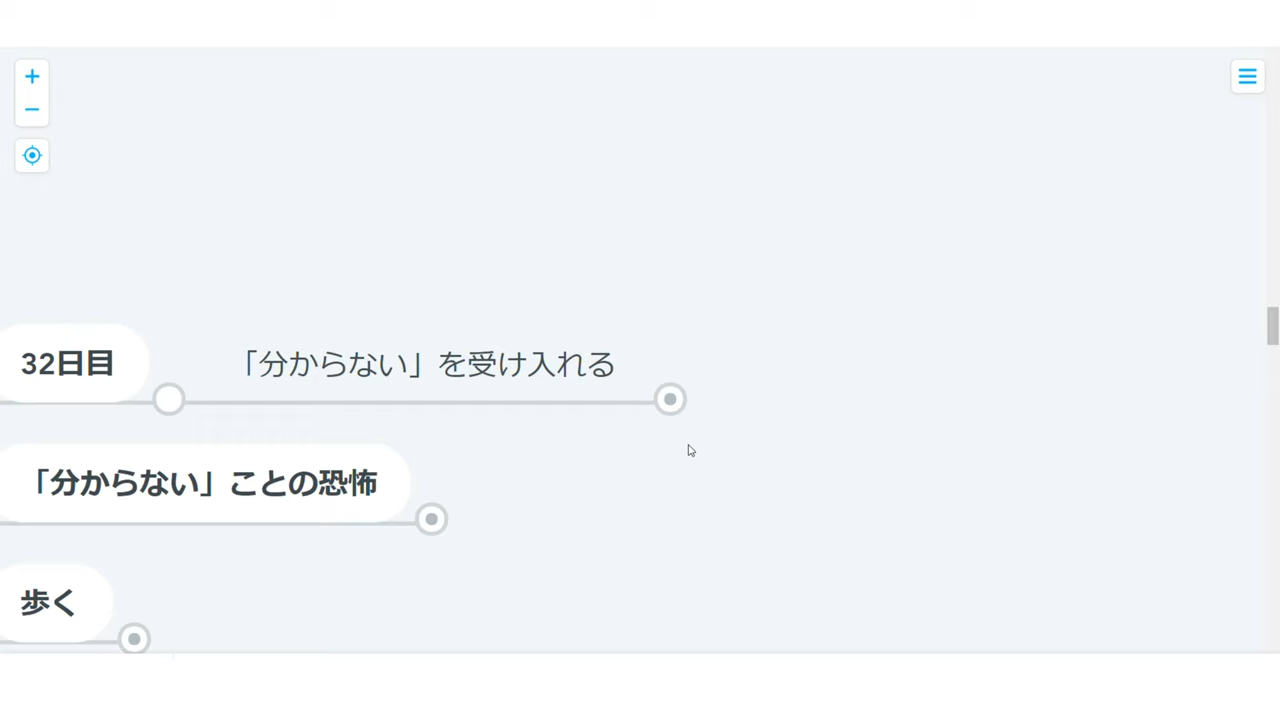 32日目
「分からない」を受け入れる
「分からない」ことの恐怖
歩く